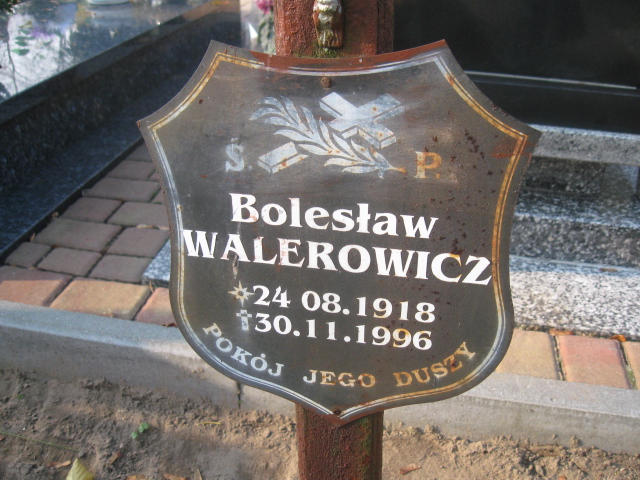 Ś. P.
Bolesław
WALEROWICZ
24 08.1918
30.11.1996
POKÓJ JEGO DUSZY